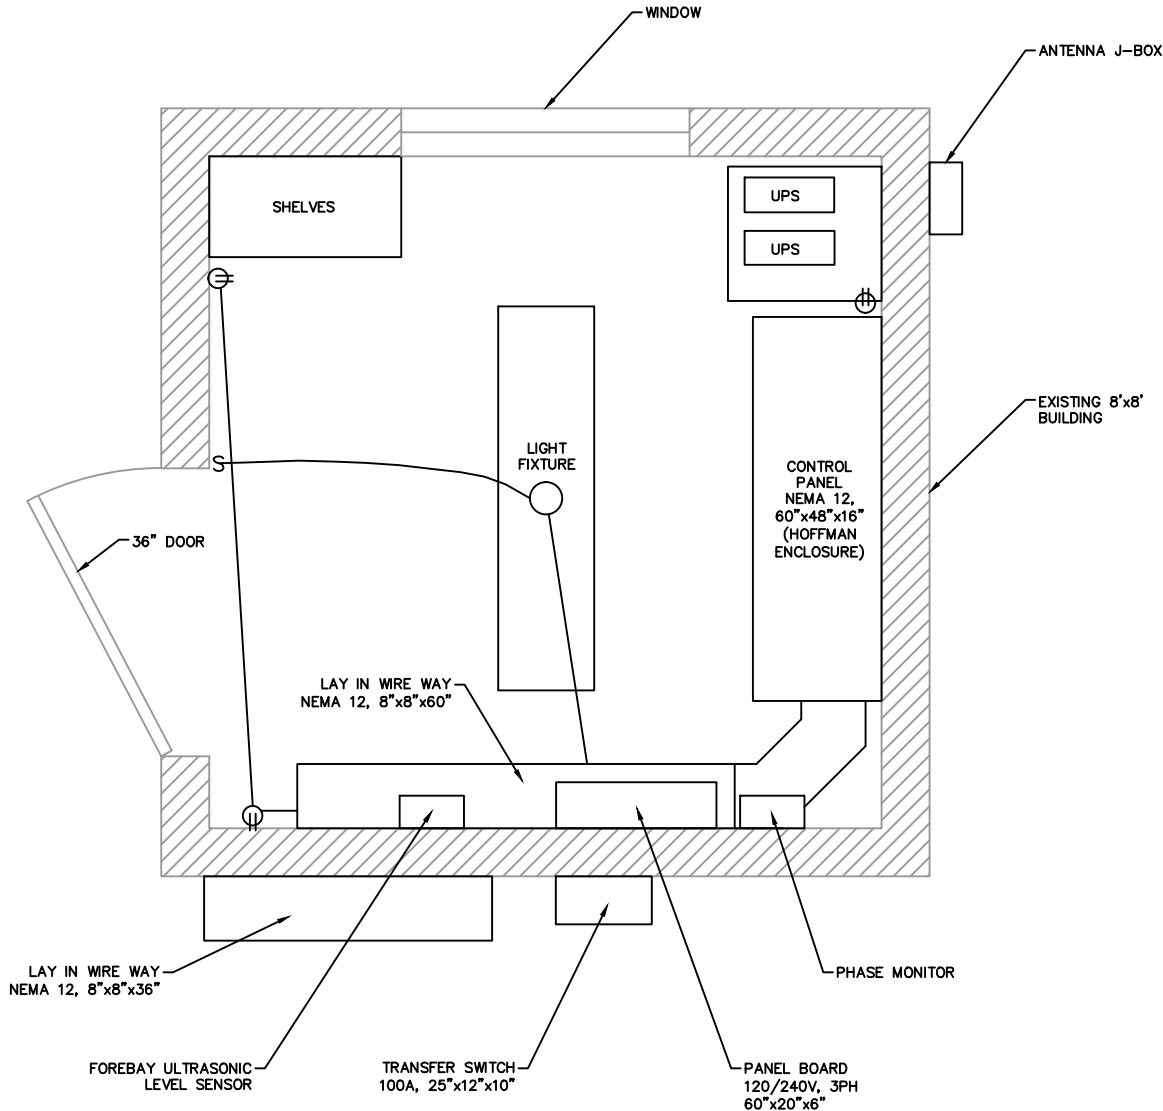 WINDOW
ANTENNA J-BOX
SHELVES
UPS
UPS
EXISTING 8'x8'
BUILDING
LIGHT
FIXTURE
CONTROL
PANEL
NEMA 12,
60"x48"x16"
(HOFFMAN
ENCLOSURE)
S
36" DOOR
LAY IN WIRE WAY
NEMA 12, 8"x8"x60"
LAY IN WIRE WAY
NEMA 12, 8"x8"x36"
PHASE MONITOR
FOREBAY ULTRASONIC
LEVEL SENSOR
TRANSFER SWITCH
100A, 25"x12"x10"
PANEL BOARD
120/240V, 3PH
60"x20"x6"